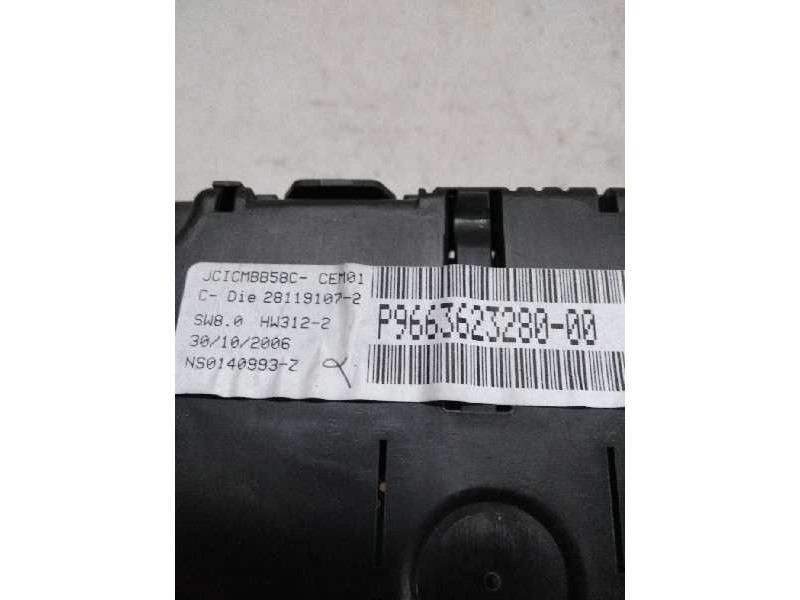 JCICMBB58C- CEM01
C- Die 28119107-2
SW8.0 HW312-2
30/10/2006
NS0140993-Z
P9663623280-00